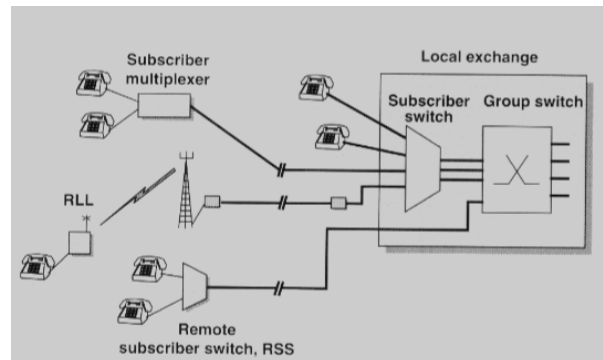 Subscriber
multiplexer
Local exchange
Subscriber
switch
Group switch
RLL
Remote
subscriber switch, RSS